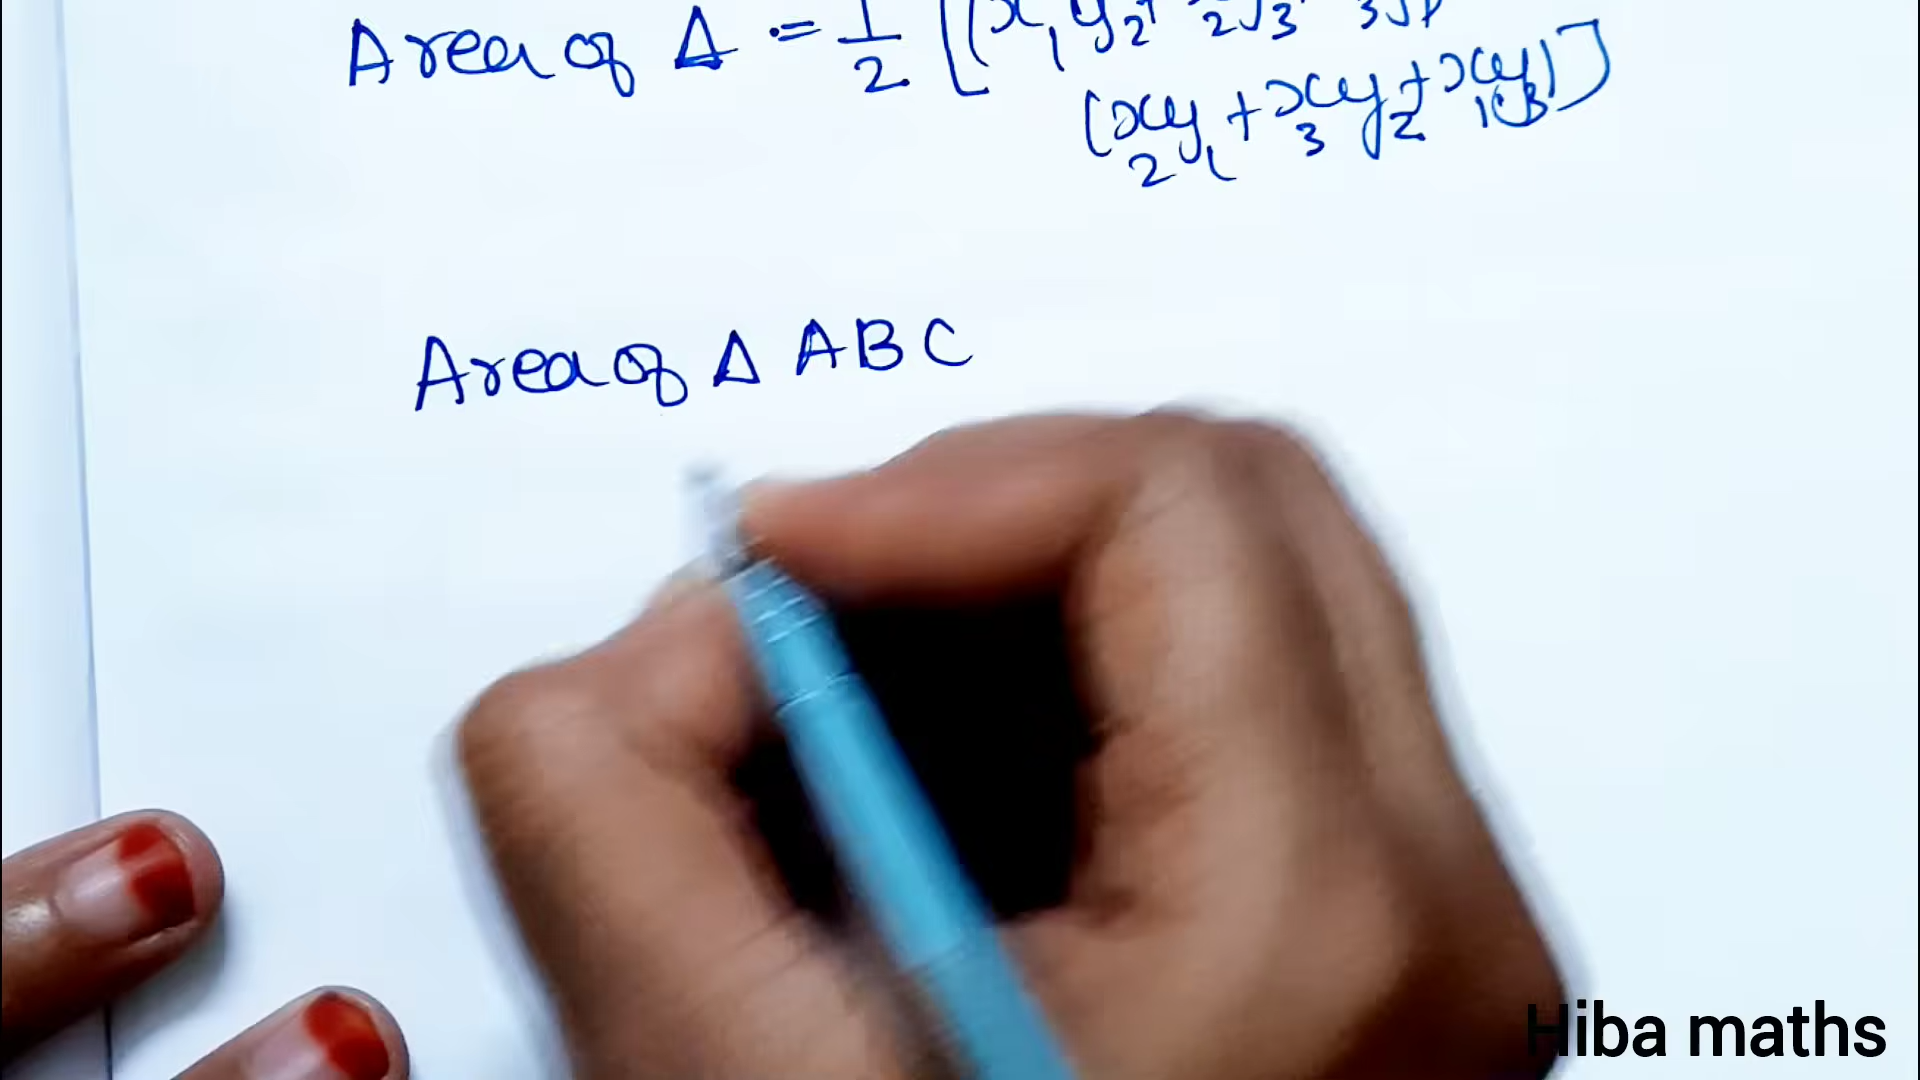 Area of Δ = 1/2 [(x₁y₂+
(x₂y₁ + x₃y₂ + x₁y₃)]
Area of Δ ABC
Hiba maths